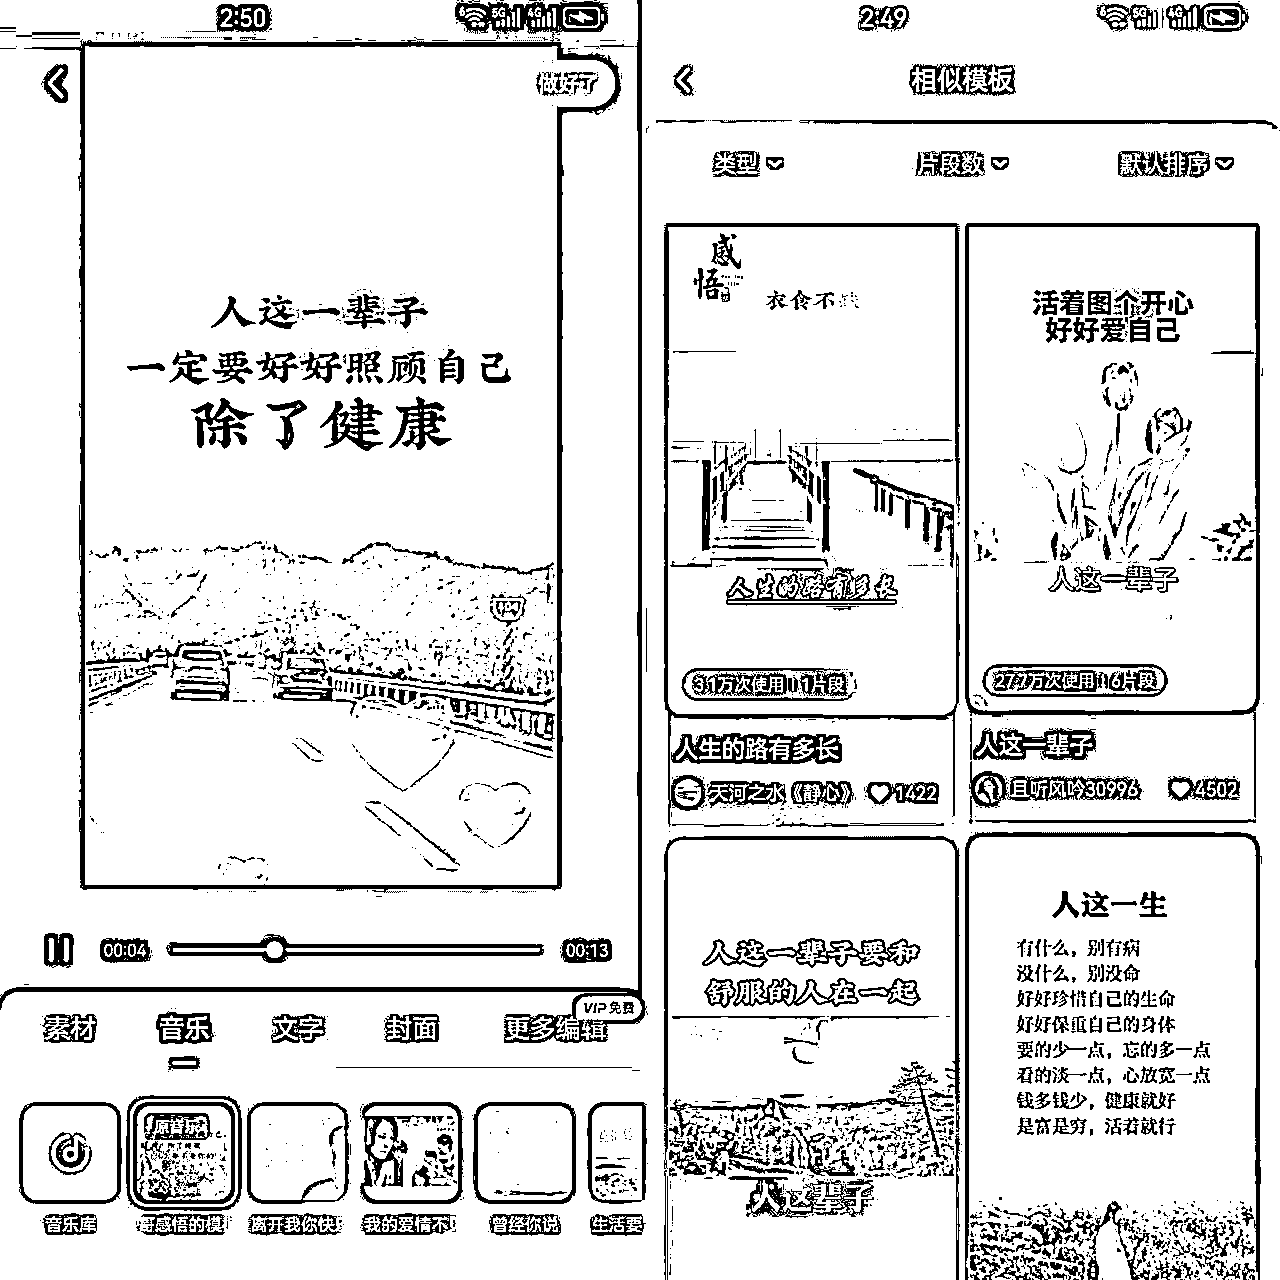 2:50
做好了
人这一辈子
一定要好好照顾自己
除了健康
00:04
00:13
VIP免费
素材
音乐
文字
封面
更多编辑
原音乐
音乐库
哥感悟的模
离开我你快
我的爱情不
曾经你说
生活要
2:49
相似模板
类型
片段数
默认排序
感悟
衣食不
人生的路有多长
3.1万次使用 | 1片段
人生的路有多长
天河之水《静心》
1422
活着图个开心
好好爱自己
人这一辈子
27.7万次使用 | 6片段
人这一辈子
且听风吟30996
4502
人这一辈子要和
舒服的人在一起
人这辈子
人这一生
有什么，别有病
没什么，别没命
好好珍惜自己的生命
好好保重自己的身体
要的少一点，忘的多一点
看的淡一点，心放宽一点
钱多钱少，健康就好
是富是穷，活着就行